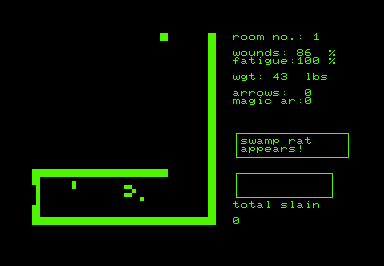 room no.: 1
wounds: 86 %
fatigue:100 %
wgt: 43 lbs
arrows: 0
magic ar:0
swamp rat
appears!
total slain
0